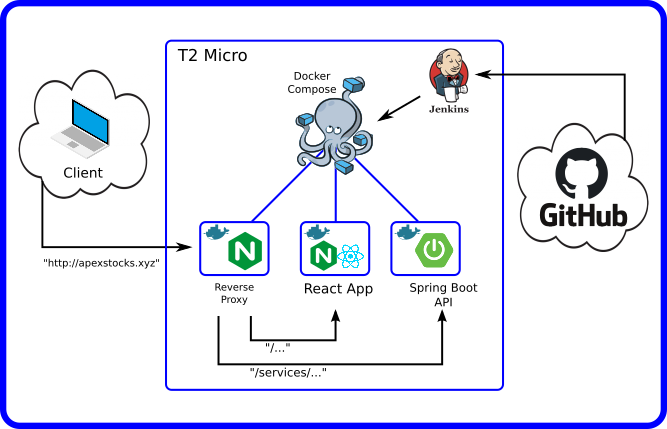 T2 Micro
Docker
Compose
Jenkins
Client
GitHub
"http://apexstocks.xyz"
N
N
Reverse
Proxy
React App
Spring Boot
API
"/..."
"/services/..."